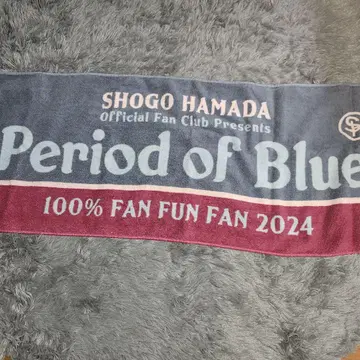 SHOGO HAMADA
Official Fan Club Presents
Period of Blue
100% FAN FUN FAN 2024